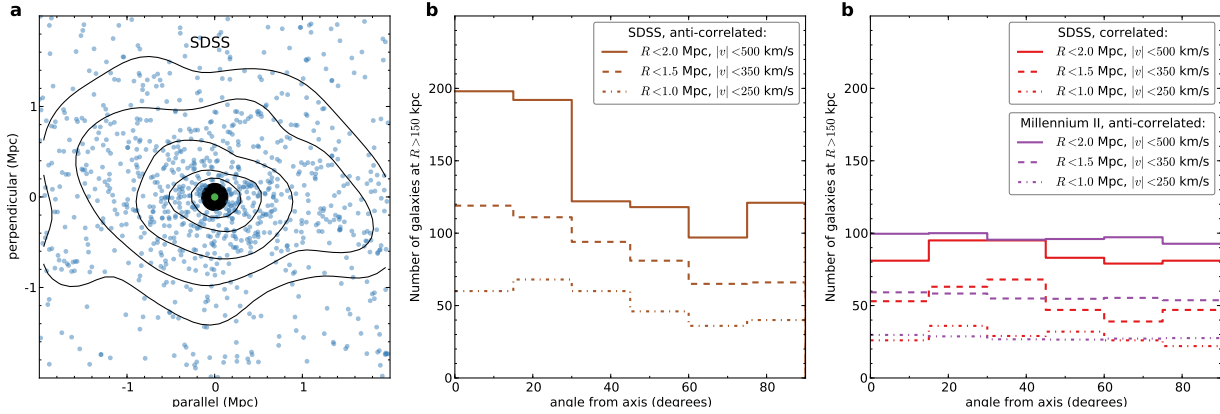 a
SDSS
perpendicular (Mpc)
1
0
-1
-1
0
1
parallel (Mpc)
b
SDSS, anti-correlated:
R<2.0 Mpc, |v|<500 km/s
R<1.5 Mpc, |v|<350 km/s
R<1.0 Mpc, |v|<250 km/s
Number of galaxies at R>150 kpc
200
150
100
50
0
0
20
40
60
80
angle from axis (degrees)
b
SDSS, correlated:
R<2.0 Mpc, |v|<500 km/s
R<1.5 Mpc, |v|<350 km/s
R<1.0 Mpc, |v|<250 km/s
Millennium II, anti-correlated:
R<2.0 Mpc, |v|<500 km/s
R<1.5 Mpc, |v|<350 km/s
R<1.0 Mpc, |v|<250 km/s
Number of galaxies at R>150 kpc
200
150
100
50
0
0
20
40
60
80
angle from axis (degrees)